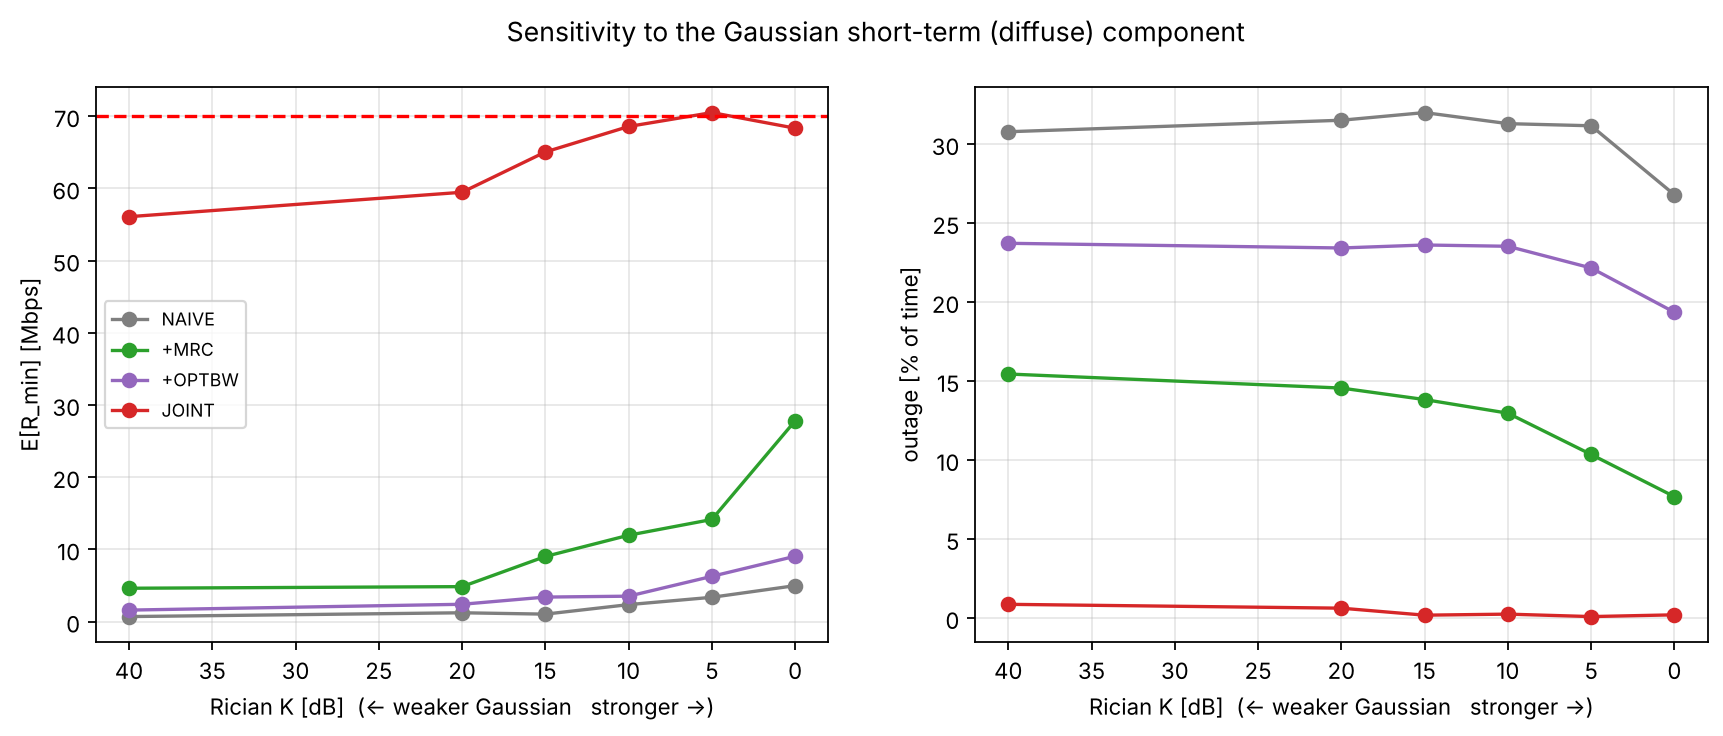 Sensitivity to the Gaussian short-term (diffuse) component
E[R_min] [Mbps]
70
60
50
40
30
20
10
0
NAIVE
+MRC
+OPTBW
JOINT
40 35 30 25 20 15 10 5 0
Rician K [dB] (← weaker Gaussian stronger →)
outage [% of time]
30
25
20
15
10
5
0
40 35 30 25 20 15 10 5 0
Rician K [dB] (← weaker Gaussian stronger →)